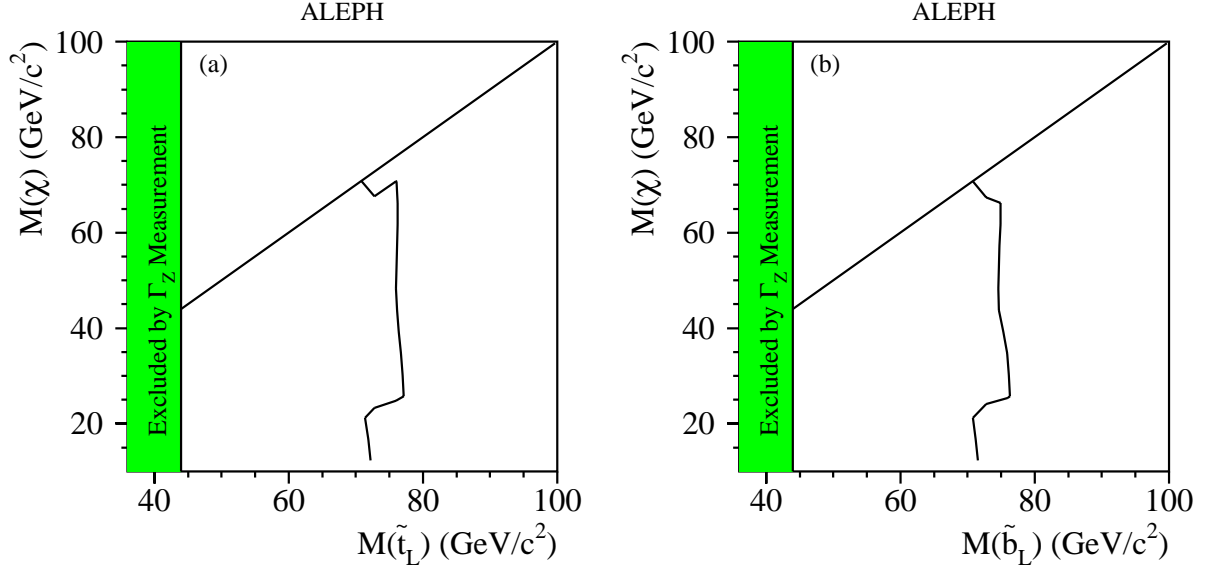 ALEPH
M(χ) (GeV/c²)
100
80
60
40
20
(a)
Excluded by Γ_Z Measurement
40 60 80 100
M(t̃_L) (GeV/c²)
ALEPH
M(χ) (GeV/c²)
100
80
60
40
20
(b)
Excluded by Γ_Z Measurement
40 60 80 100
M(b̃_L) (GeV/c²)